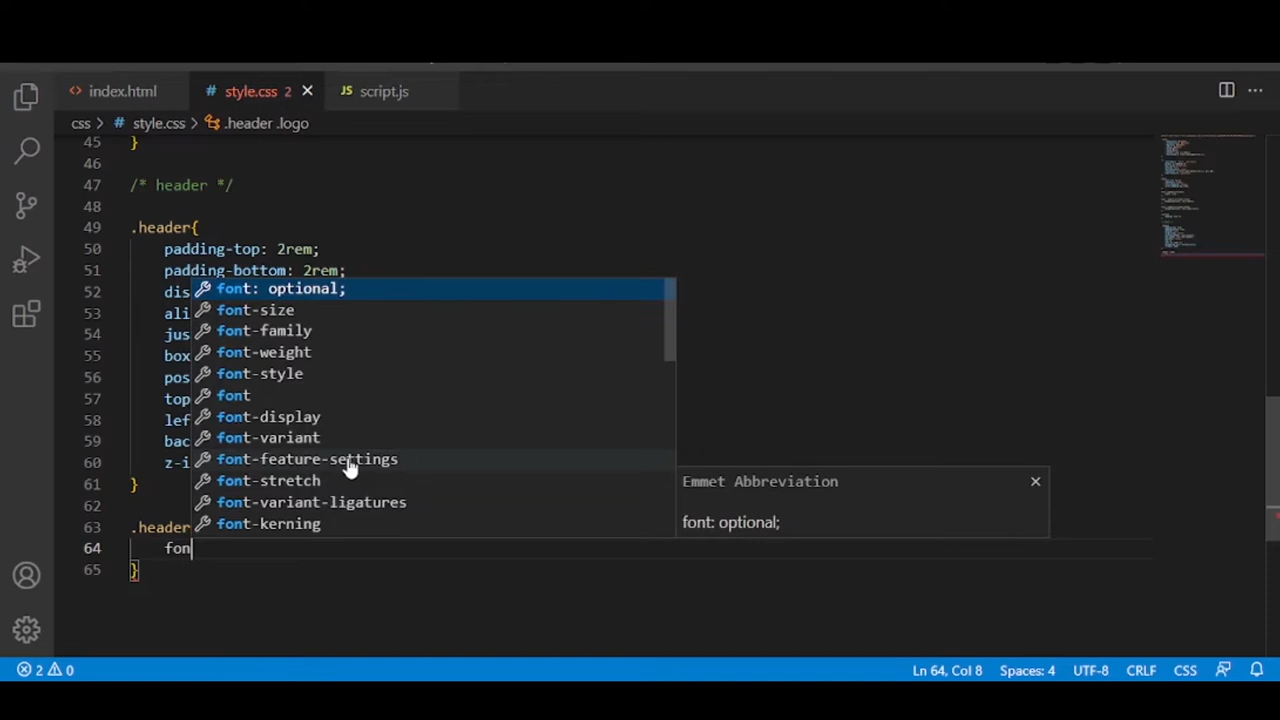 index.html
style.css 2
script.js
css > style.css > .header .logo
45 }
46
47 /* header */
48
49 .header{
50 padding-top: 2rem;
51 padding-bottom: 2rem;
52 dis
53 ali
54 jus
55 box
56 pos
57 top
58 lef
59 bac
60 z-i
61 }
62
63 .header
64 fon
65 }
font: optional;
font-size
font-family
font-weight
font-style
font
font-display
font-variant
font-feature-settings
font-stretch
font-variant-ligatures
font-kerning
Emmet Abbreviation
font: optional;
2 0
Ln 64, Col 8
Spaces: 4
UTF-8
CRLF
CSS